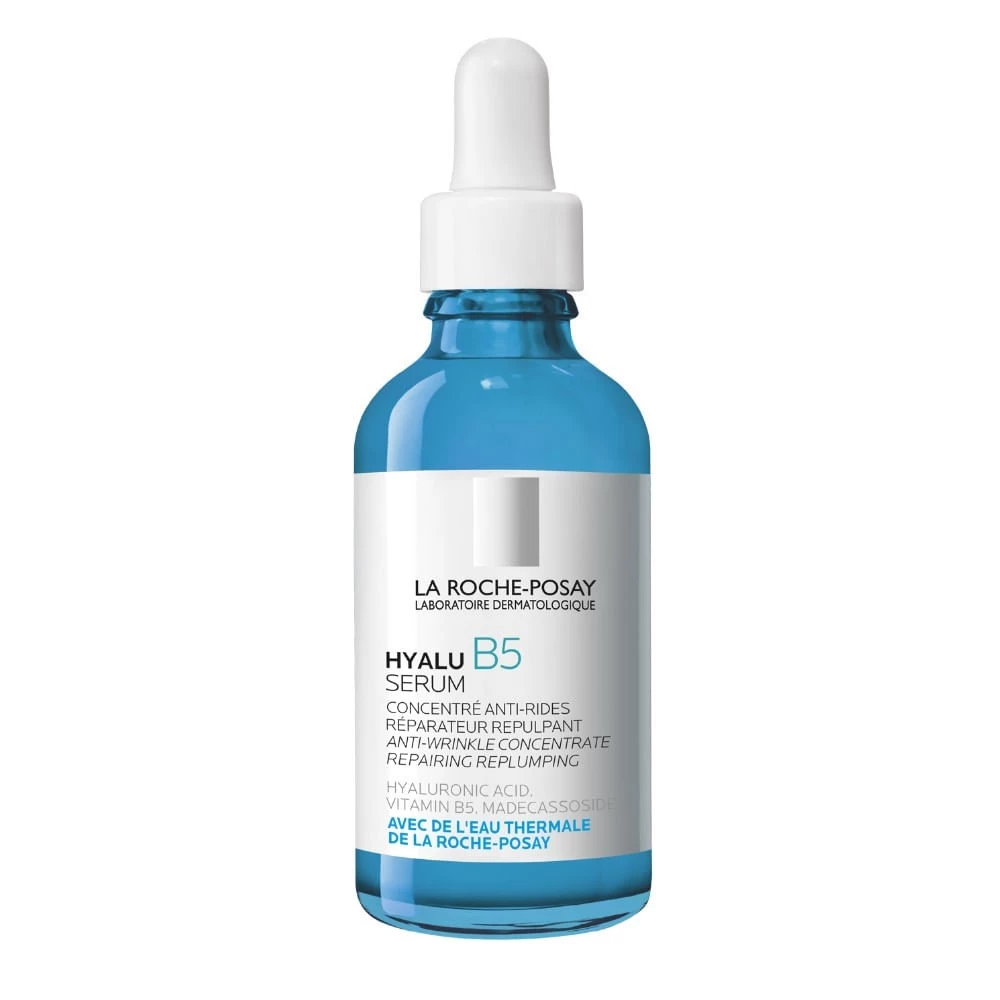 LA ROCHE-POSAY
LABORATOIRE DERMATOLOGIQUE
HYALU B5
SERUM
CONCENTRÉ ANTI-RIDES
RÉPARATEUR REPULPANT
ANTI-WRINKLE CONCENTRATE
REPAIRING REPLUMPING
HYALURONIC ACID,
VITAMIN B5, MADECASSOSIDE
AVEC DE L'EAU THERMALE
DE LA ROCHE-POSAY